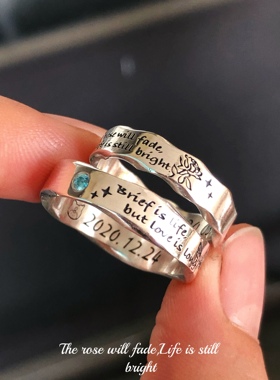 rose will fade,
is still bright
Brief is life
but love is
2020.12.24
The rose will fade,Life is still
bright